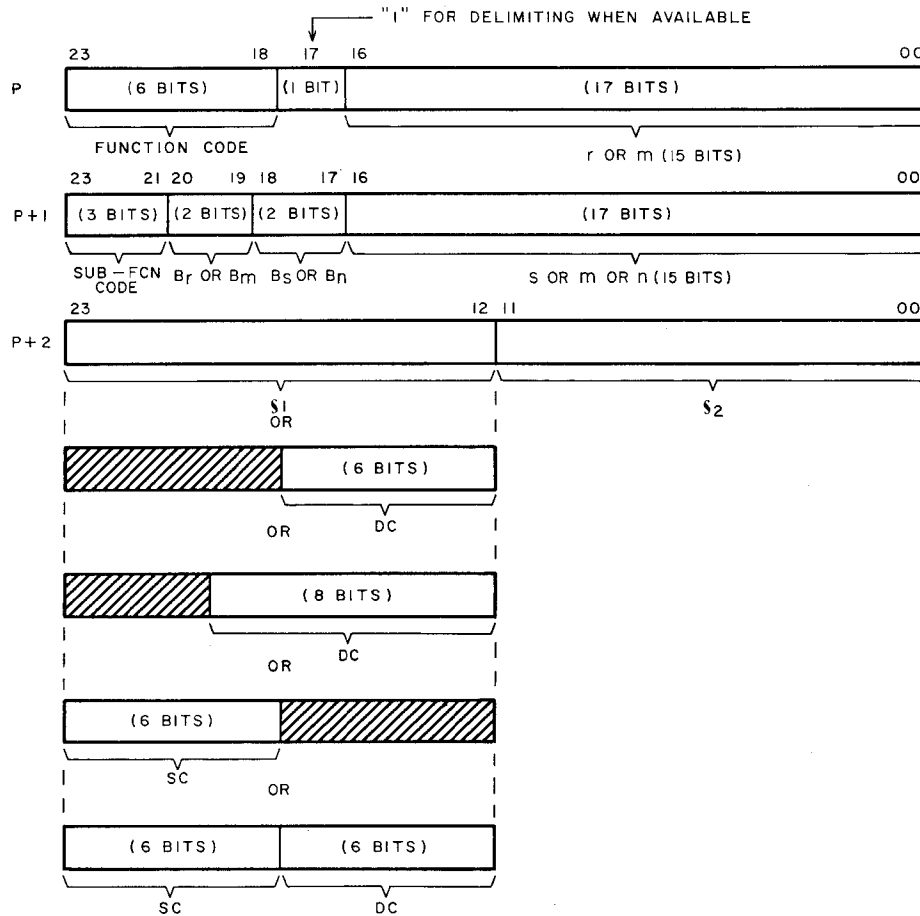 "1" FOR DELIMITING WHEN AVAILABLE
23 18 17 16 00
P (6 BITS) (1 BIT) (17 BITS)
FUNCTION CODE r OR m (15 BITS)
23 21 20 19 18 17 16 00
P+1 (3 BITS) (2 BITS) (2 BITS) (17 BITS)
SUB-FCN CODE Br OR Bm Bs OR Bn s OR m OR n (15 BITS)
23 12 11 00
P+2
S1 S2
OR
(6 BITS)
DC
OR
(8 BITS)
DC
OR
(6 BITS)
SC
OR
(6 BITS) (6 BITS)
SC DC